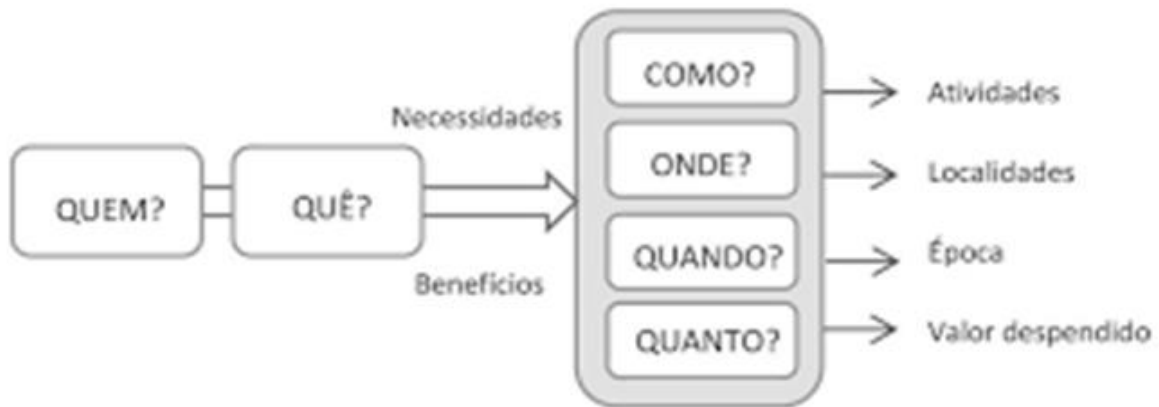 QUEM?
QUÊ?
Necessidades
Benefícios
COMO?
ONDE?
QUANDO?
QUANTO?
Atividades
Localidades
Época
Valor despendido